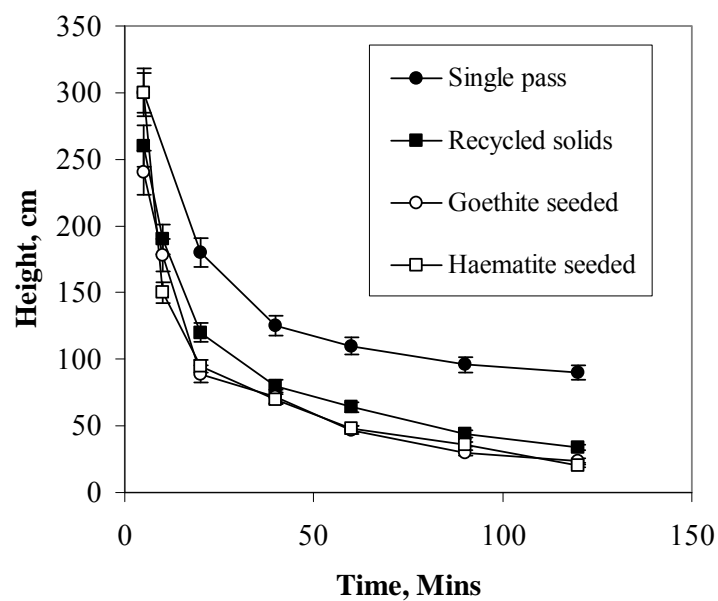 350
300
250
200
150
100
50
0
Height, cm
Single pass
Recycled solids
Goethite seeded
Haematite seeded
0 50 100 150
Time, Mins